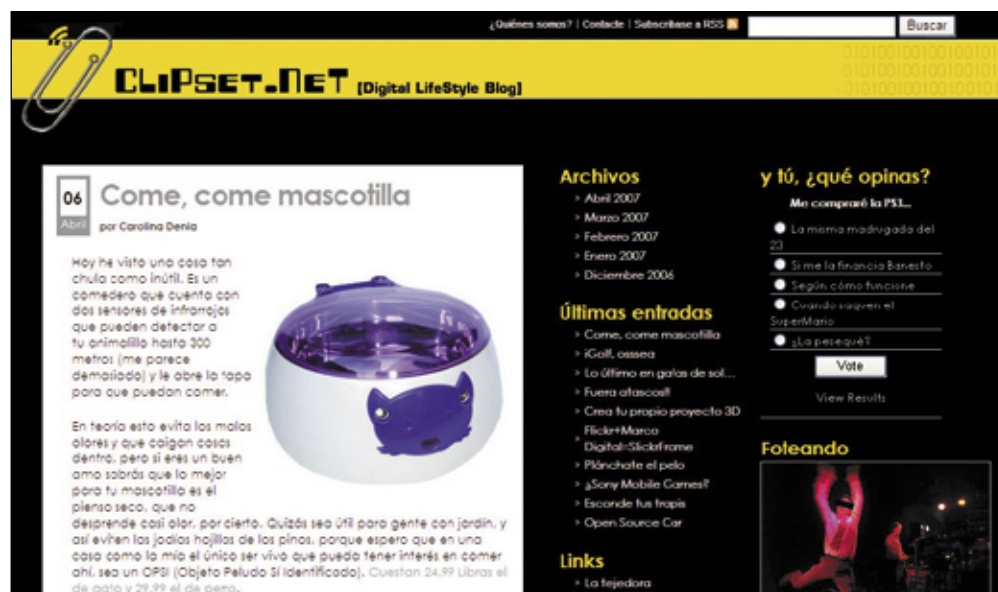 ¿Quiénes somos? | Contacte | Subscríbase a RSS
Buscar
CLIPSET.NET [Digital LifeStyle Blog]
010100100100100101
010100100100100101
010100100100100101
06
Abril
Come, come mascotilla
por Carolina Denia
Hoy he visto una cosa tan
chula como inútil. Es un
comedero que cuenta con
dos sensores de infrarrojos
que pueden detectar a
tu animalillo hasta 300
metros (me parece
demasiado) y le abre la tapa
para que puedan comer.
En teoría esto evita los malos
olores y que caigan cosas
dentro, pero si eres un buen
amo sabrás que lo mejor
para tu mascotilla es el
pienso seco, que no
desprende casi olor, por cierto. Quizás sea útil para gente con jardín, y
así eviten las jodías hojillas de los pinos, porque espero que en una
casa como la mía el único ser vivo que pueda tener interés en comer
ahí, sea un OPSI (Objeto Peludo Sí Identificado). Cuestan 24,99 Libras el
de gato y 29,99 el de perro.
Archivos
Abril 2007
Marzo 2007
Febrero 2007
Enero 2007
Diciembre 2006
Últimas entradas
Come, come mascotilla
iGolf, osssea
Lo último en gafas de sol...
Fuera atascos!!
Crea tu propio proyecto 3D
Flickr+Marco
Digital=SlickrFrame
Plánchate el pelo
¿Sony Mobile Games?
Esconde tus trapis
Open Source Car
Links
La tejedora
y tú, ¿qué opinas?
Me compraré la PS3...
La misma madrugada del
23
Si me la financia Banesto
Según cómo funcione
Cuando saquen el
SuperMario
¿La pesequé?
Vote
View Results
Foteando